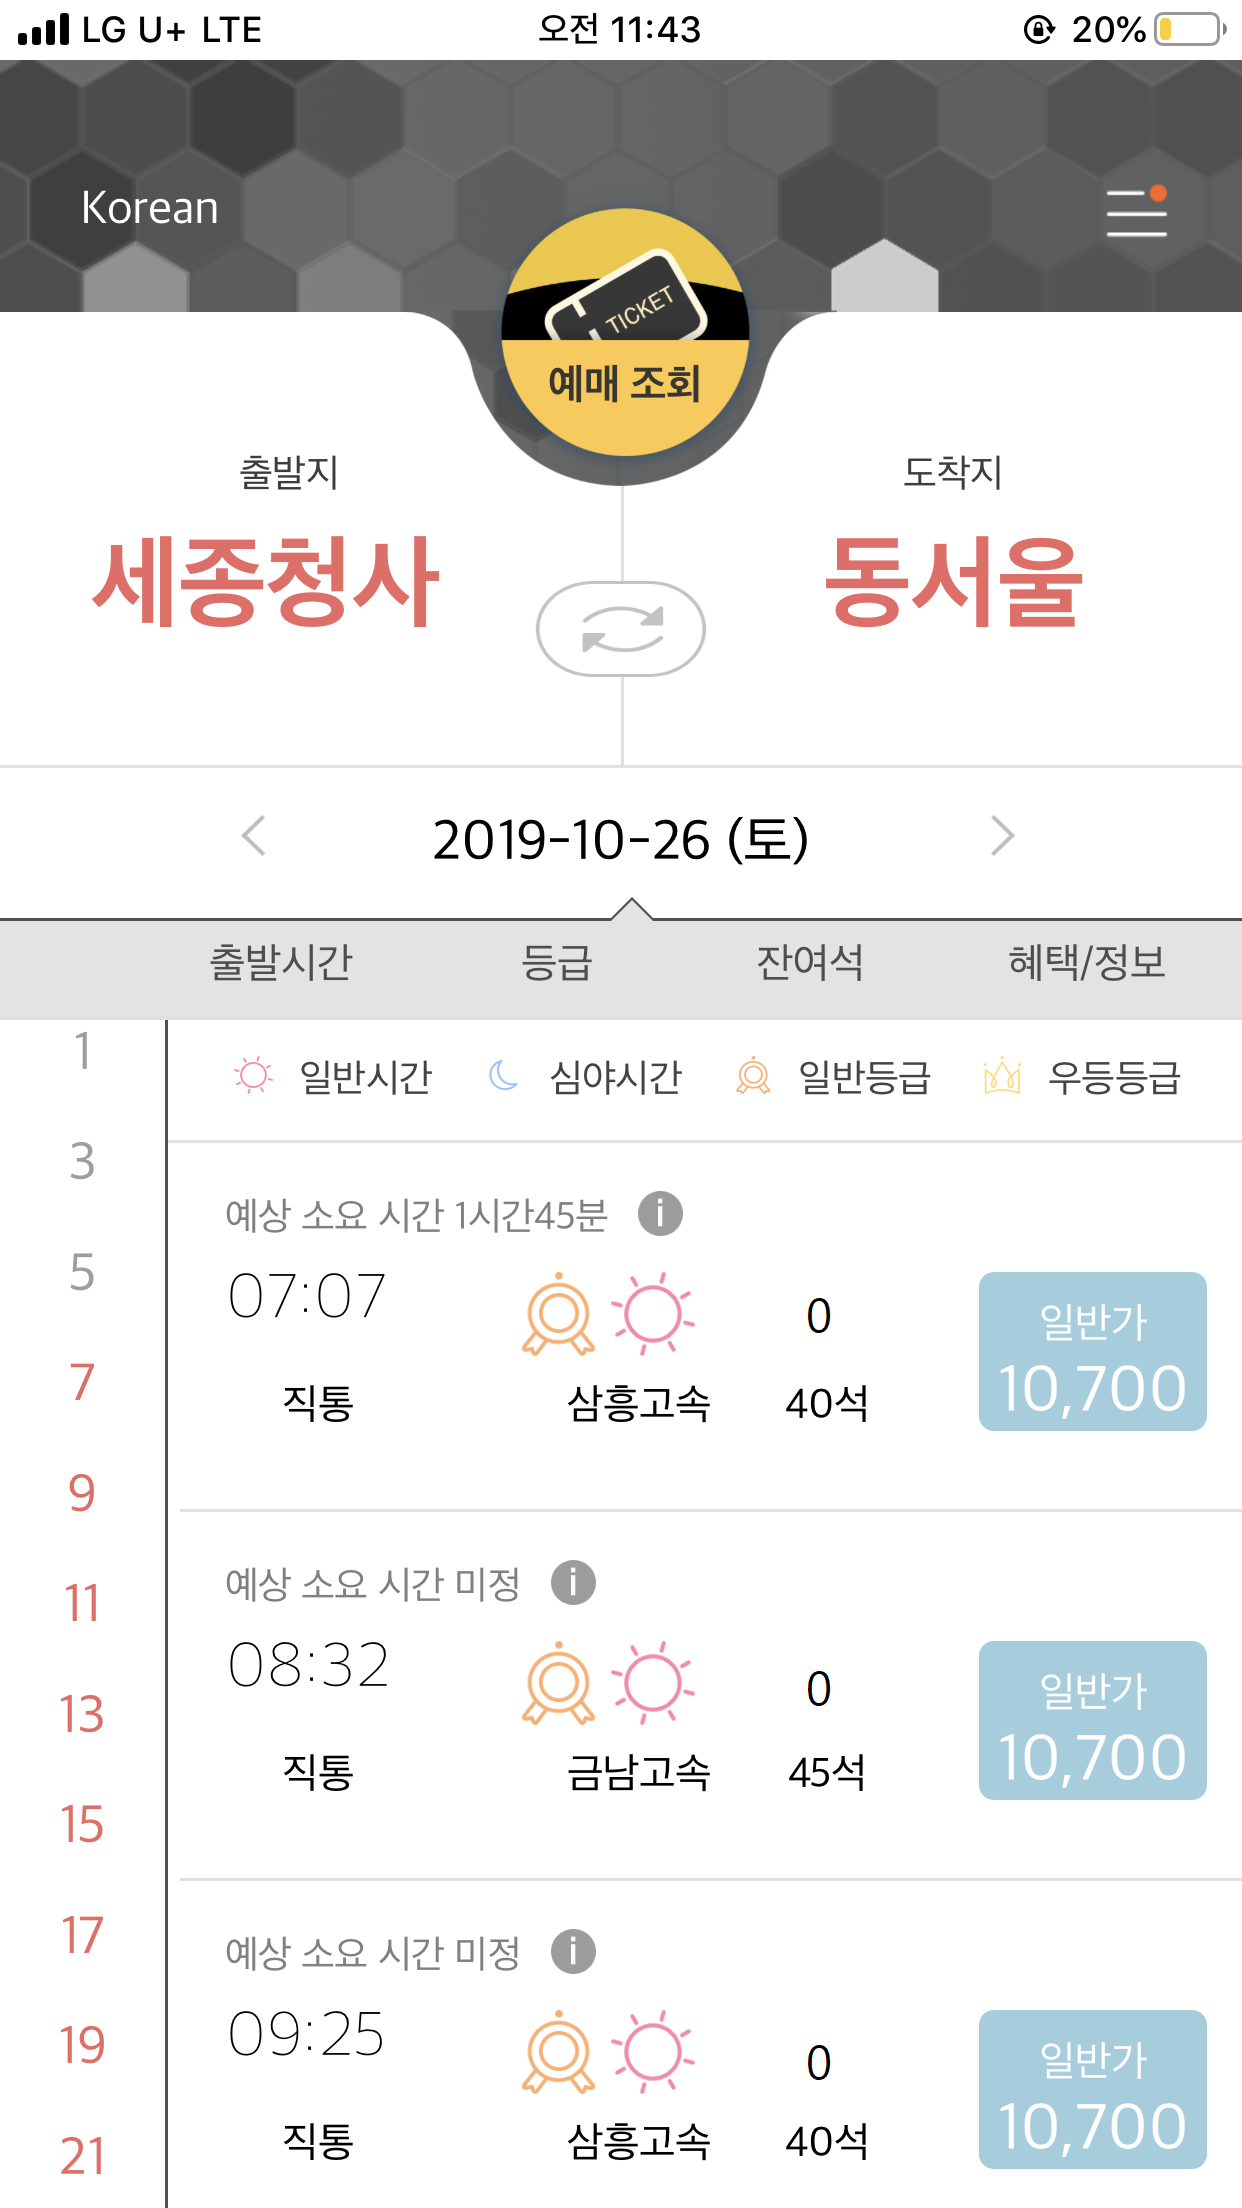 LG U+ LTE 오전 11:43 20%
Korean
TICKET
예매 조회
출발지 도착지
세종청사 동서울
2019-10-26 (토)
출발시간 등급 잔여석 혜택/정보
1
일반시간 심야시간 일반등급 우등등급
3
예상 소요 시간 1시간45분 i
5
07:07 0 일반가
7
10,700
직통 삼흥고속 40석
9
예상 소요 시간 미정 i
11
08:32 0 일반가
13
10,700
직통 금남고속 45석
15
예상 소요 시간 미정 i
17
09:25 0 일반가
19
10,700
직통 삼흥고속 40석
21